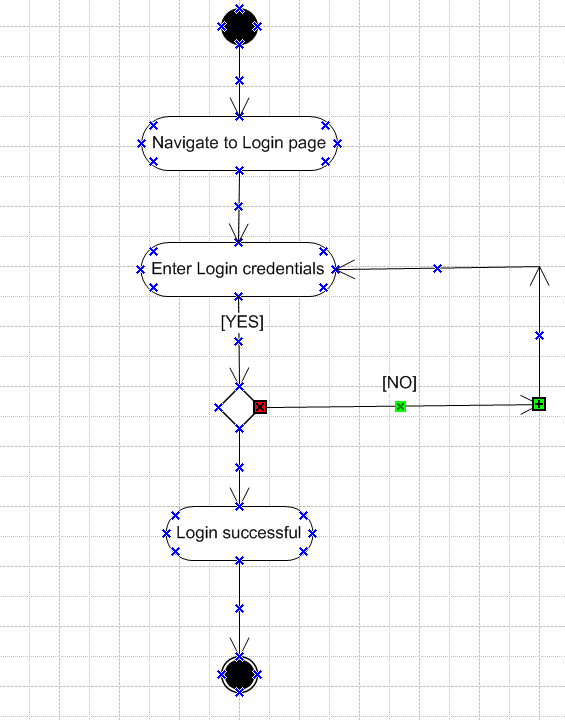 Navigate to Login page
Enter Login credentials
[YES]
[NO]
Login successful